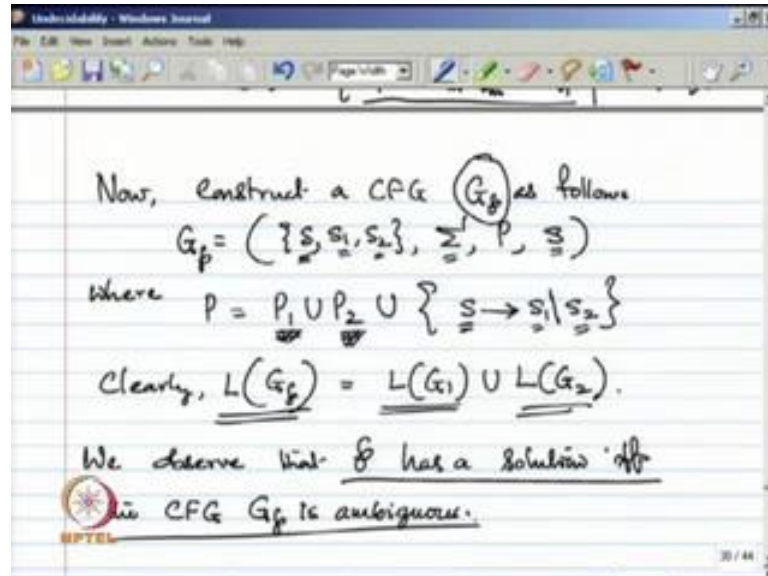 Undecidability - Windows Journal
File Edit View Insert Actions Tools Help
Page Width
Now, Construct a CFG G_p as follows
G_p = ({S, S_1, S_2}, Σ', P, S)
where P = P_1 ∪ P_2 ∪ { S → S_1 | S_2 }
Clearly, L(G_p) = L(G_1) ∪ L(G_2).
We observe that p has a solution iff
CFG G_p is ambiguous.
NPTEL
30 / 44